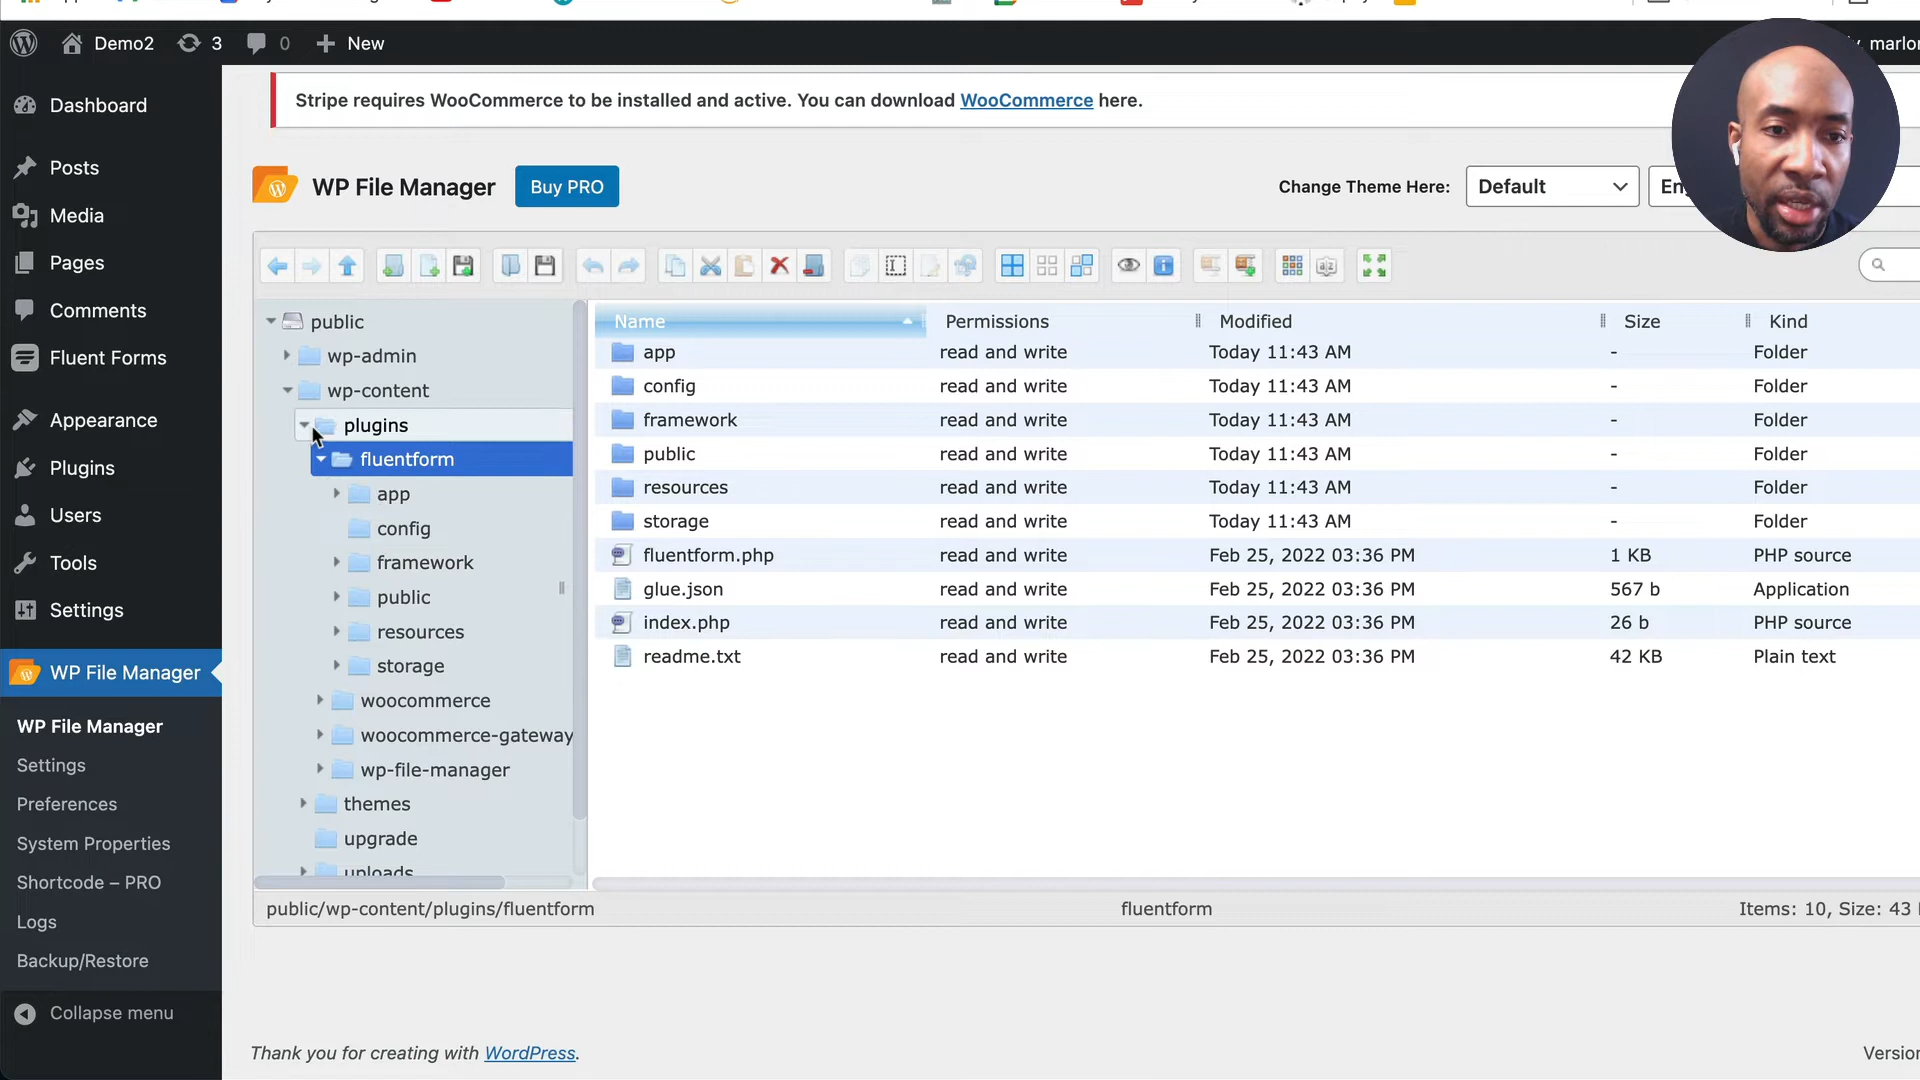 Demo2 3 0 New
marlon
Dashboard
Posts
Media
Pages
Comments
Fluent Forms
Appearance
Plugins
Users
Tools
Settings
WP File Manager
WP File Manager
Settings
Preferences
System Properties
Shortcode – PRO
Logs
Backup/Restore
Collapse menu
Stripe requires WooCommerce to be installed and active. You can download WooCommerce here.
WP File Manager Buy PRO
Change Theme Here: Default
public
wp-admin
wp-content
plugins
fluentform
app
config
framework
public
resources
storage
woocommerce
woocommerce-gateway
wp-file-manager
themes
upgrade
uploads
Name Permissions Modified Size Kind
app read and write Today 11:43 AM - Folder
config read and write Today 11:43 AM - Folder
framework read and write Today 11:43 AM - Folder
public read and write Today 11:43 AM - Folder
resources read and write Today 11:43 AM - Folder
storage read and write Today 11:43 AM - Folder
fluentform.php read and write Feb 25, 2022 03:36 PM 1 KB PHP source
glue.json read and write Feb 25, 2022 03:36 PM 567 b Application
index.php read and write Feb 25, 2022 03:36 PM 26 b PHP source
readme.txt read and write Feb 25, 2022 03:36 PM 42 KB Plain text
public/wp-content/plugins/fluentform fluentform Items: 10, Size: 43
Thank you for creating with WordPress.
Version